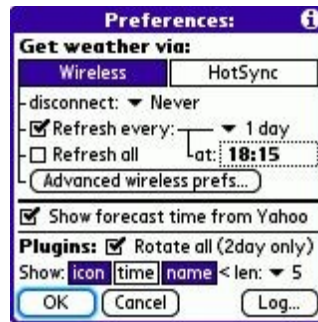 Preferences:
Get weather via:
Wireless HotSync
disconnect: Never
Refresh every: 1 day
Refresh all at: 18:15
Advanced wireless prefs...
Show forecast time from Yahoo
Plugins: Rotate all (2day only)
Show: icon time name < len: 5
OK Cancel Log...